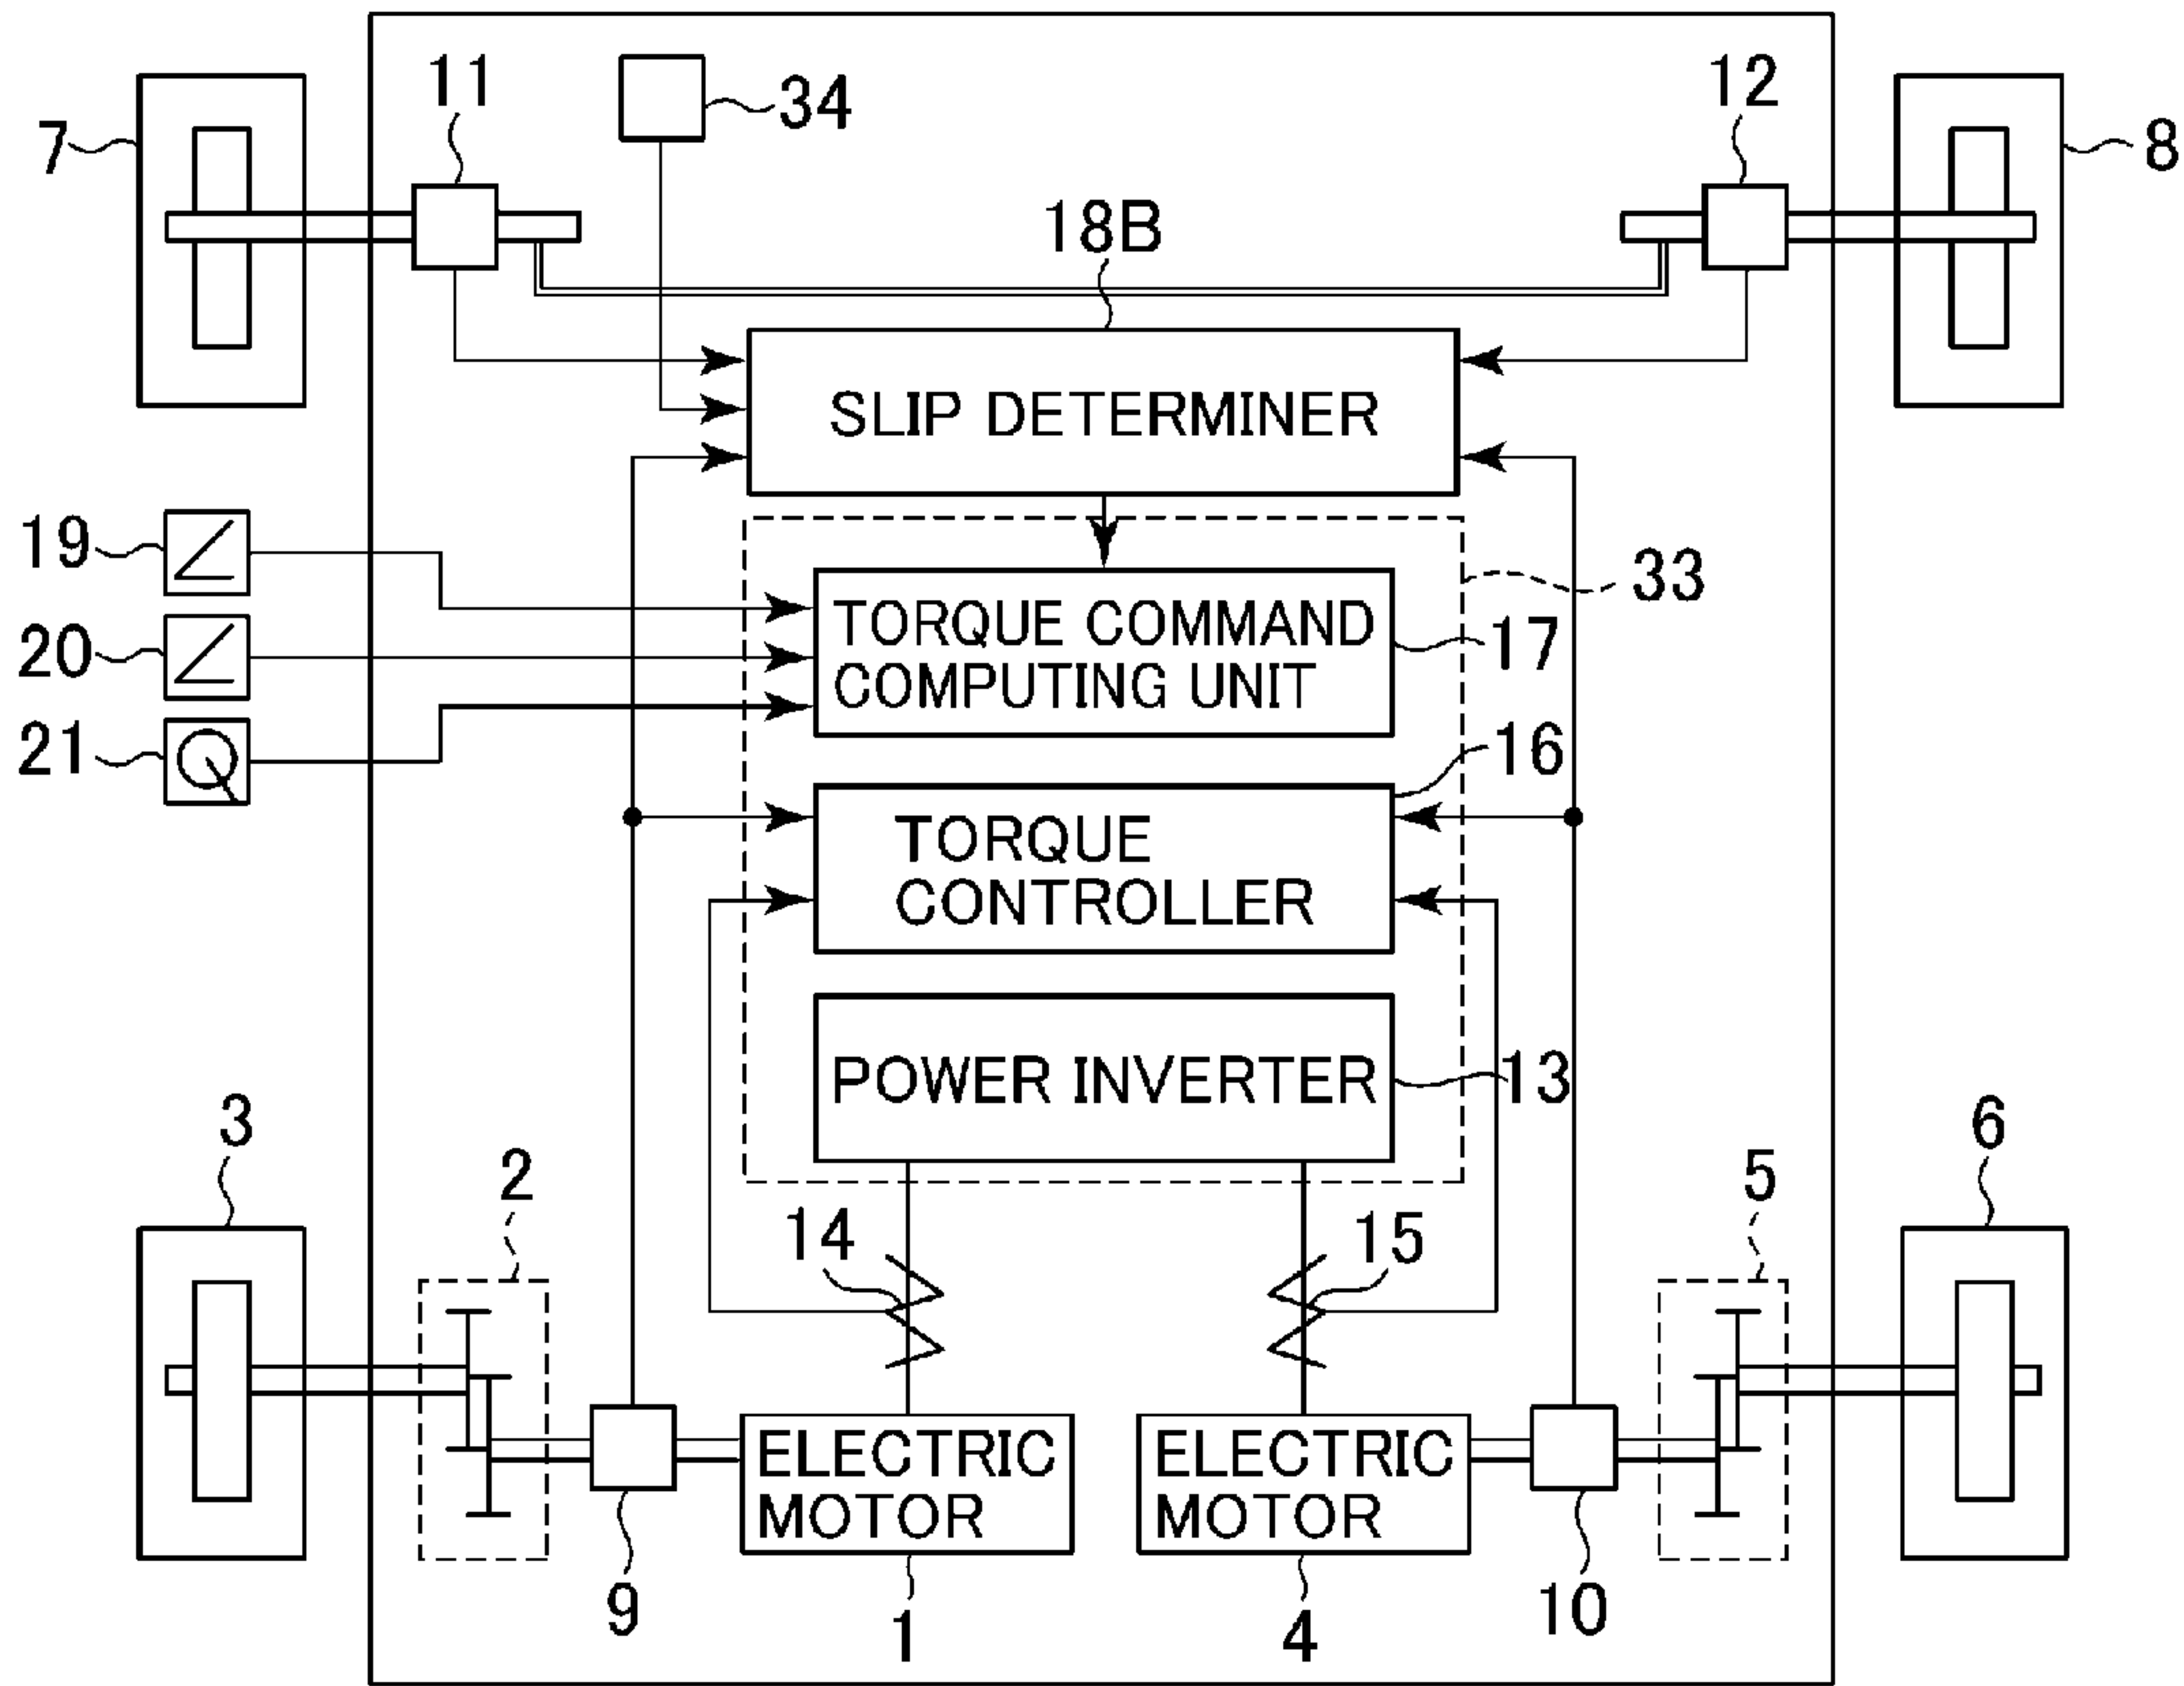 11
34
12
7
8
18B
SLIP DETERMINER
19
33
TORQUE COMMAND
COMPUTING UNIT
17
20
21
16
TORQUE
CONTROLLER
POWER INVERTER
13
3
2
6
5
14
15
ELECTRIC
MOTOR
ELECTRIC
MOTOR
9
1
4
10